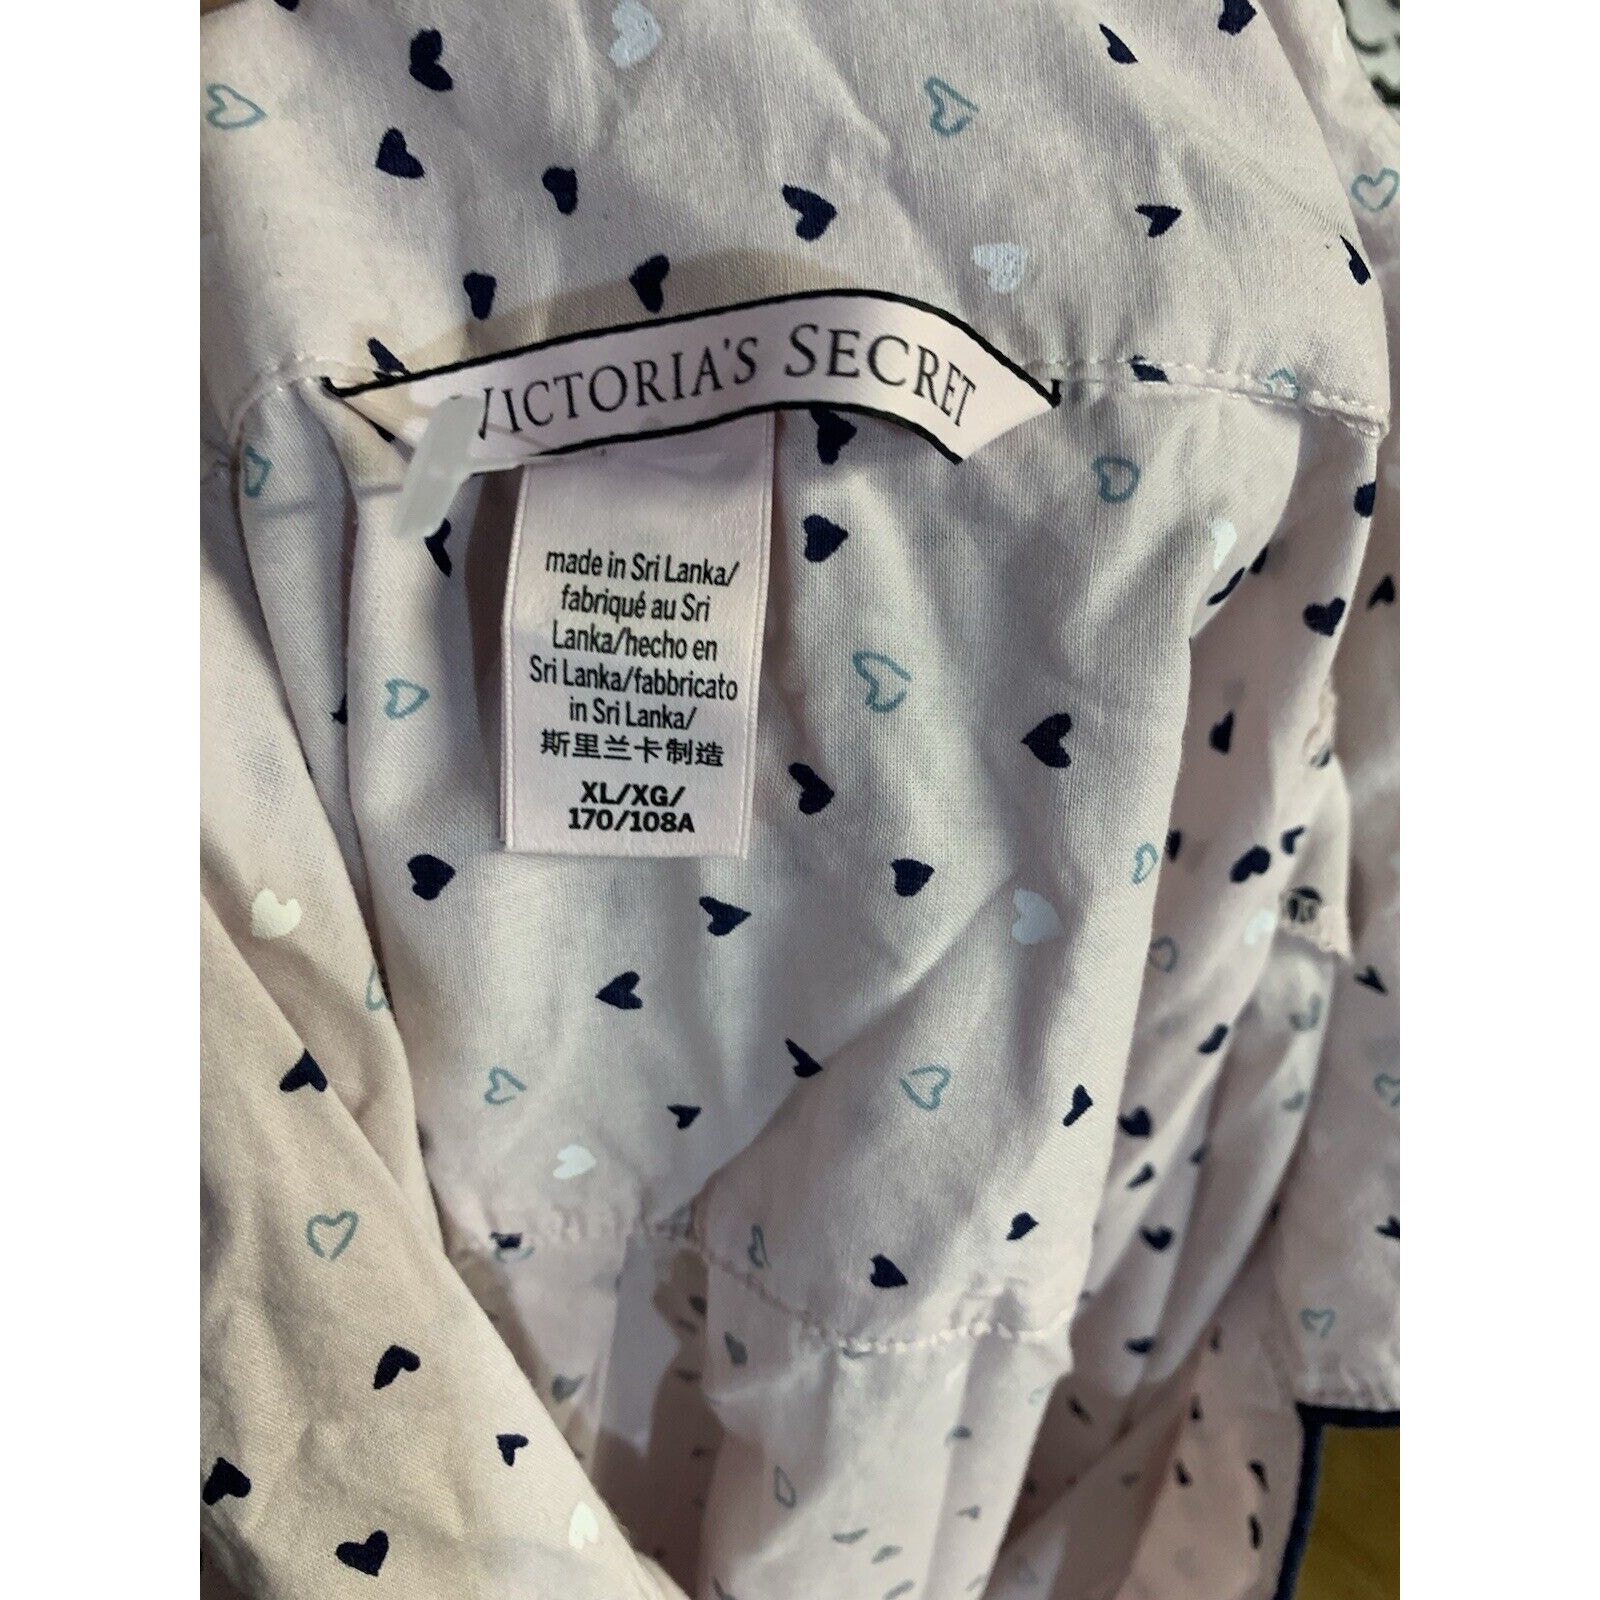 VICTORIA'S SECRET
made in Sri Lanka/
fabriqué au Sri
Lanka/hecho en
Sri Lanka/fabbricato
in Sri Lanka/
斯里兰卡制造
XL/XG/
170/108A